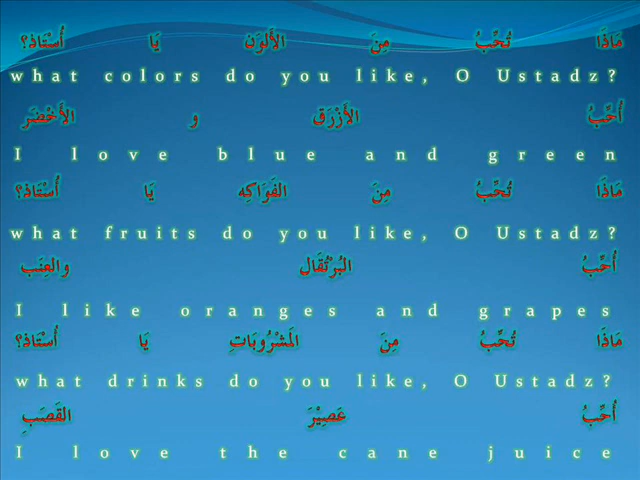 مَاذَا تُحِّبُ مِنَ الأَلوَن يَا أُسْتَاذ؟
what colors do you like, O Ustadz?
أُحِّبُ الأَزْرَق و الأَخْضَر
I love blue and green
مَاذَا تُحِّبُ مِنَ الفَوَاكِه يَا أُسْتَاذ؟
what fruits do you like, O Ustadz?
أُحِّبُ البُرْتُقَال والعِنَب
I like oranges and grapes
مَاذَا تُحِّبُ مِنَ الَمَشْرُوبَاتِ يَا أُسْتَاذ؟
what drinks do you like, O Ustadz?
أُحِّبُ عَصِيْرَ القَصَبِ
I love the cane juice